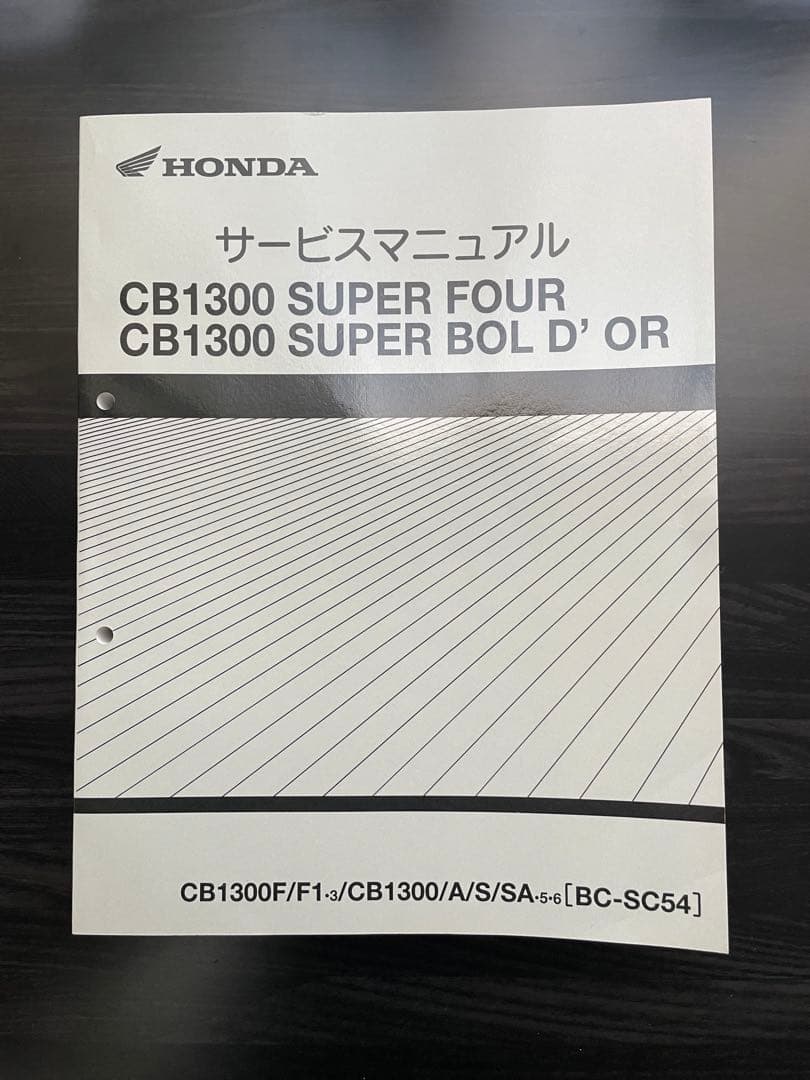 HONDA
サービスマニュアル
CB1300 SUPER FOUR
CB1300 SUPER BOL D' OR
CB1300F/F1・3/CB1300/A/S/SA・5・6［BC-SC54］